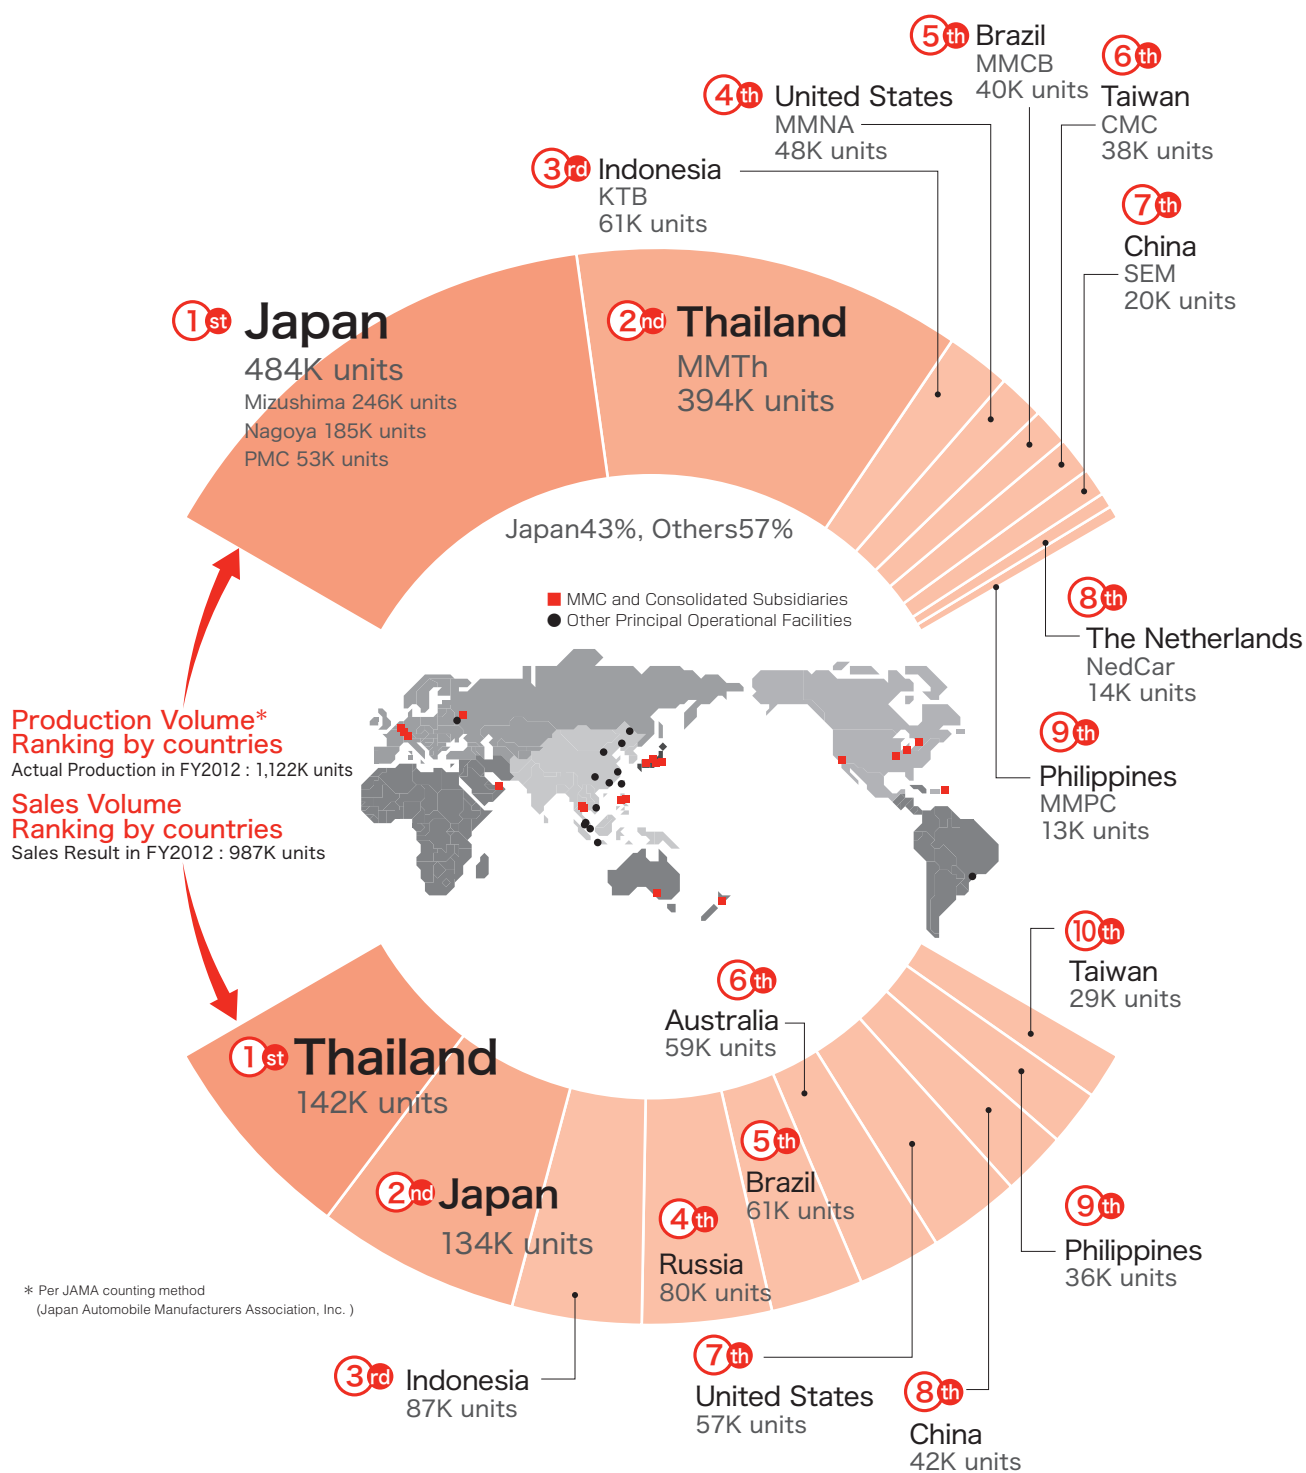 5th Brazil
MMCB
40K units
6th
Taiwan
CMC
38K units
4th United States
MMNA
48K units
3rd Indonesia
KTB
61K units
7th
China
SEM
20K units
1st Japan
484K units
Mizushima 246K units
Nagoya 185K units
PMC 53K units
2nd Thailand
MMTh
394K units
Japan43%, Others57%
MMC and Consolidated Subsidiaries
Other Principal Operational Facilities
8th
The Netherlands
NedCar
14K units
9th
Philippines
MMPC
13K units
Production Volume*
Ranking by countries
Actual Production in FY2012 : 1,122K units
Sales Volume
Ranking by countries
Sales Result in FY2012 : 987K units
10th
Taiwan
29K units
6th
Australia
59K units
1st Thailand
142K units
5th
Brazil
61K units
2nd Japan
134K units
4th
Russia
80K units
9th
Philippines
36K units
* Per JAMA counting method
(Japan Automobile Manufacturers Association, Inc. )
3rd Indonesia
87K units
7th
United States
57K units
8th
China
42K units